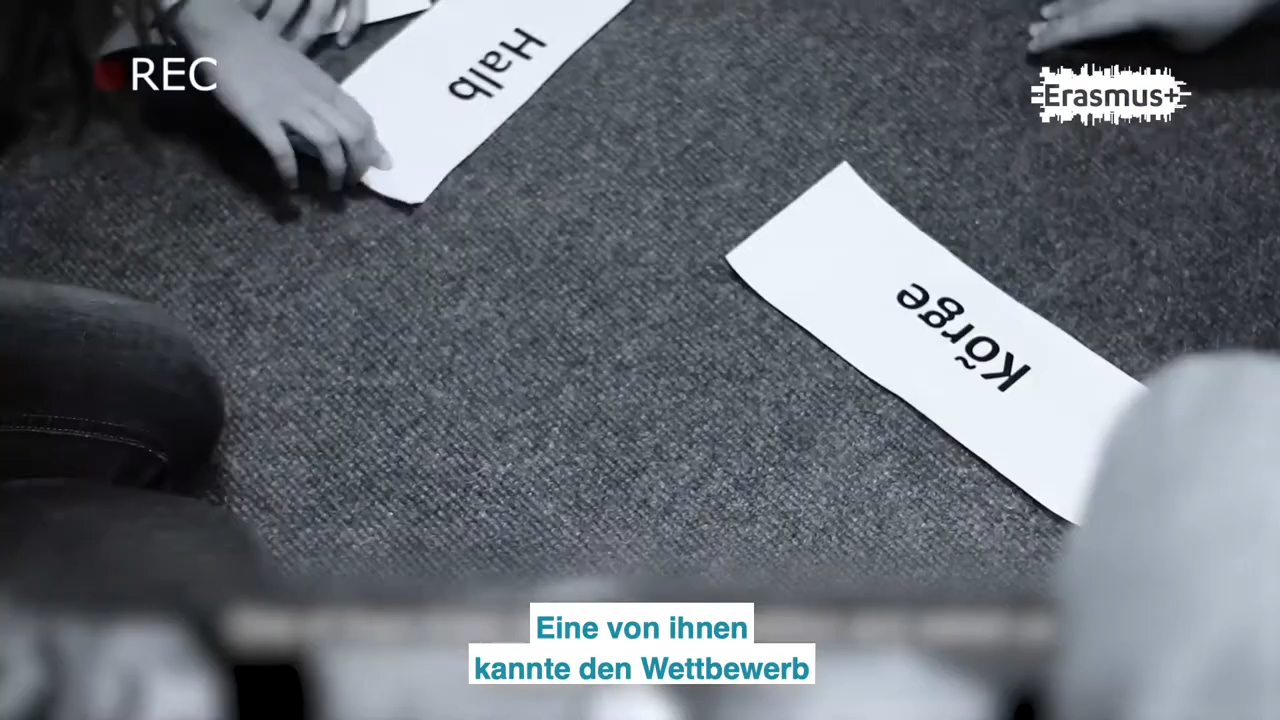 REC
Halb
Erasmus+
Kõrge
Eine von ihnen
kannte den Wettbewerb